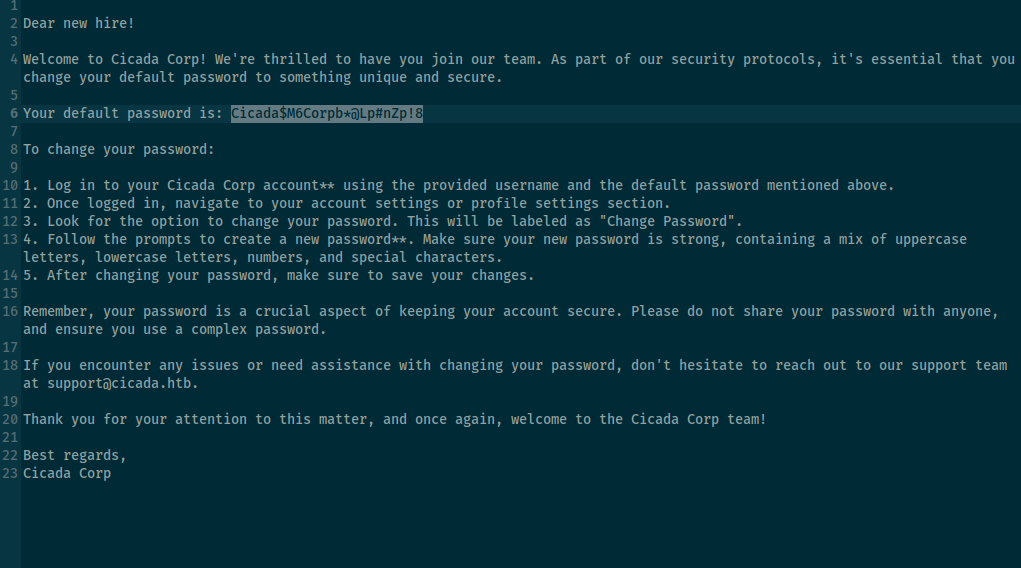 1
2 Dear new hire!
3
4 Welcome to Cicada Corp! We're thrilled to have you join our team. As part of our security protocols, it's essential that you
change your default password to something unique and secure.
5
6 Your default password is: Cicada$M6Corpb*@Lp#nZp!8
7
8 To change your password:
9
10 1. Log in to your Cicada Corp account** using the provided username and the default password mentioned above.
11 2. Once logged in, navigate to your account settings or profile settings section.
12 3. Look for the option to change your password. This will be labeled as "Change Password".
13 4. Follow the prompts to create a new password**. Make sure your new password is strong, containing a mix of uppercase
letters, lowercase letters, numbers, and special characters.
14 5. After changing your password, make sure to save your changes.
15
16 Remember, your password is a crucial aspect of keeping your account secure. Please do not share your password with anyone,
and ensure you use a complex password.
17
18 If you encounter any issues or need assistance with changing your password, don't hesitate to reach out to our support team
at support@cicada.htb.
19
20 Thank you for your attention to this matter, and once again, welcome to the Cicada Corp team!
21
22 Best regards,
23 Cicada Corp